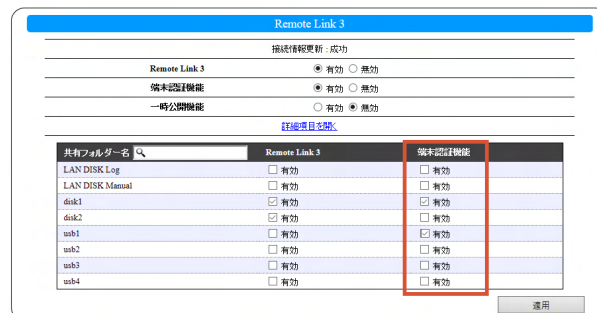 Remote Link 3
接続情報更新 : 成功
Remote Link 3 有効 無効
端末認証機能 有効 無効
一時公開機能 有効 無効
詳細項目を開く
共有フォルダー名 Remote Link 3 端末認証機能
LAN DISK Log 有効 有効
LAN DISK Manual 有効 有効
disk1 有効 有効
disk2 有効 有効
usb1 有効 有効
usb2 有効 有効
usb3 有効 有効
usb4 有効 有効
適用